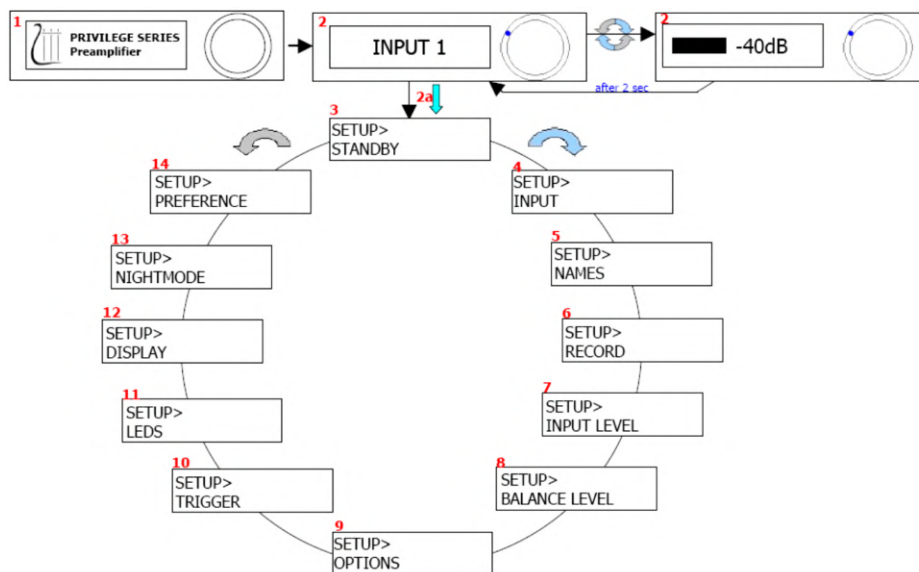 1
PRIVILEGE SERIES
Preamplifier
2
INPUT 1
2
-40dB
after 2 sec
2a
3
SETUP>
STANDBY
4
SETUP>
INPUT
5
SETUP>
NAMES
6
SETUP>
RECORD
7
SETUP>
INPUT LEVEL
8
SETUP>
BALANCE LEVEL
9
SETUP>
OPTIONS
10
SETUP>
TRIGGER
11
SETUP>
LEDS
12
SETUP>
DISPLAY
13
SETUP>
NIGHTMODE
14
SETUP>
PREFERENCE